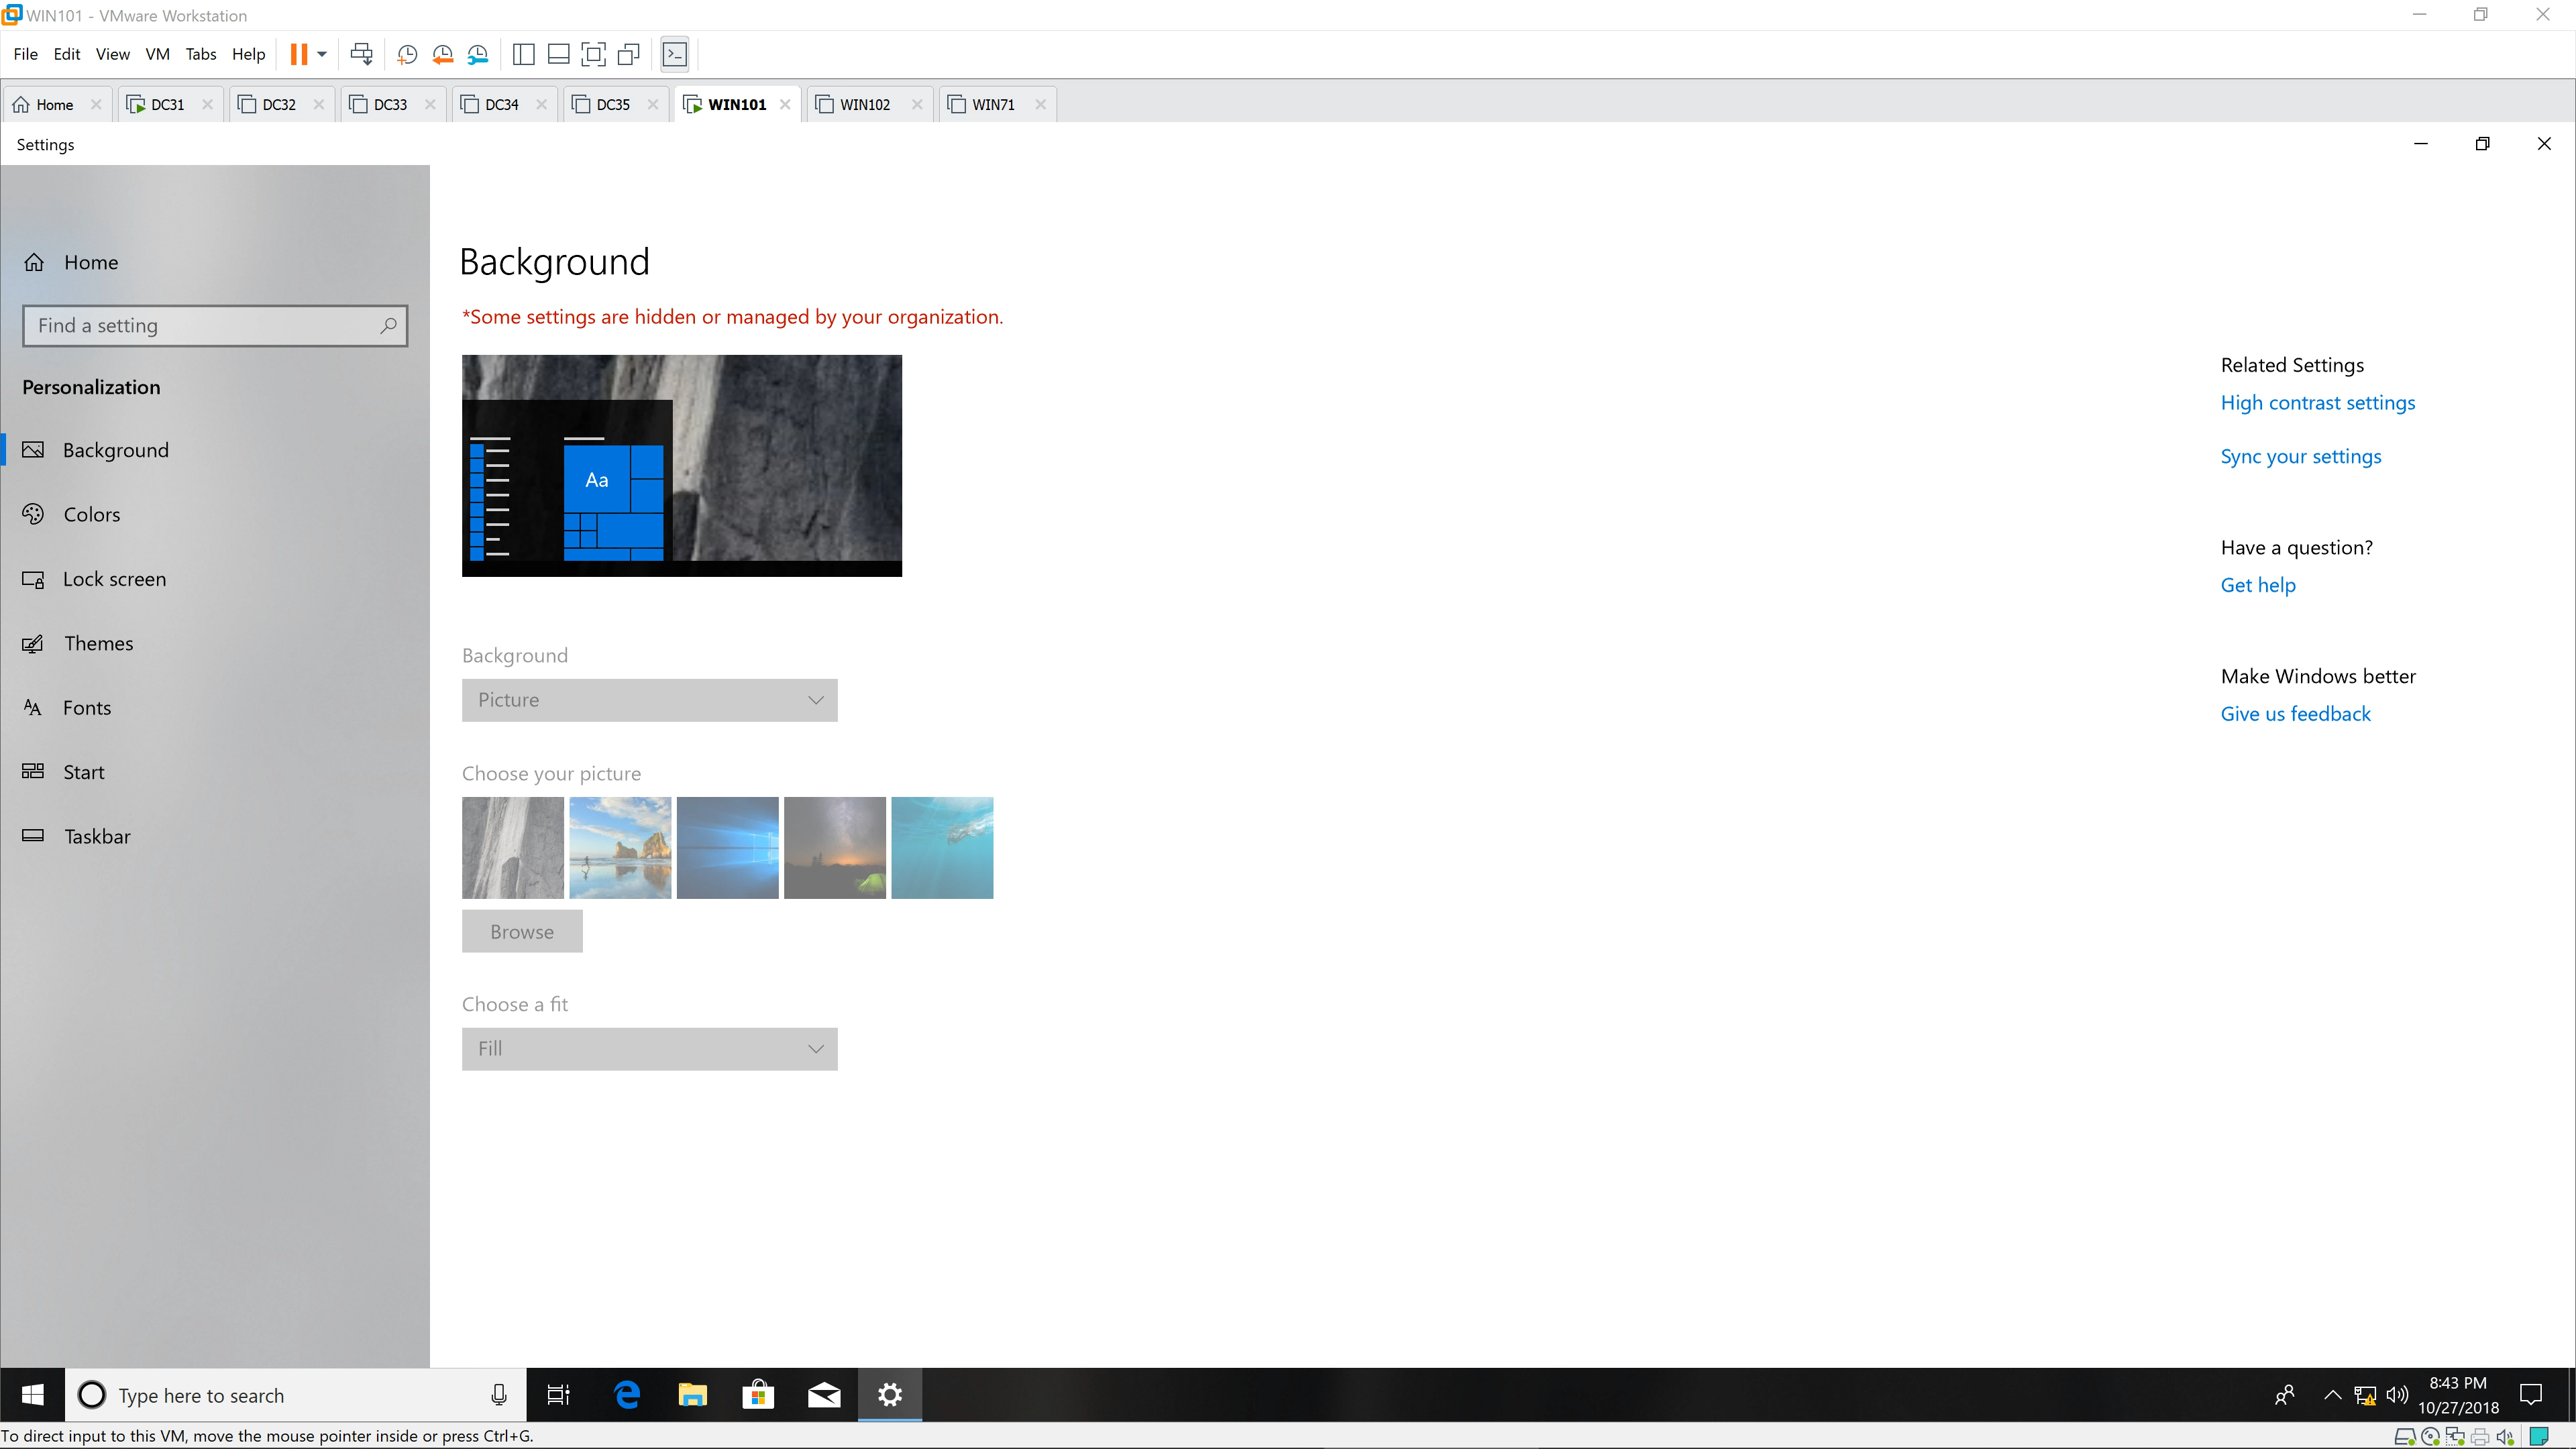 WIN101 - VMware Workstation
File Edit View VM Tabs Help
Home DC31 DC32 DC33 DC34 DC35 WIN101 WIN102 WIN71
Settings
Home
Find a setting
Personalization
Background
Colors
Lock screen
Themes
Fonts
Start
Taskbar
Background
*Some settings are hidden or managed by your organization.
Aa
Background
Picture
Choose your picture
Browse
Choose a fit
Fill
Related Settings
High contrast settings
Sync your settings
Have a question?
Get help
Make Windows better
Give us feedback
Type here to search
8:43 PM
10/27/2018
To direct input to this VM, move the mouse pointer inside or press Ctrl+G.